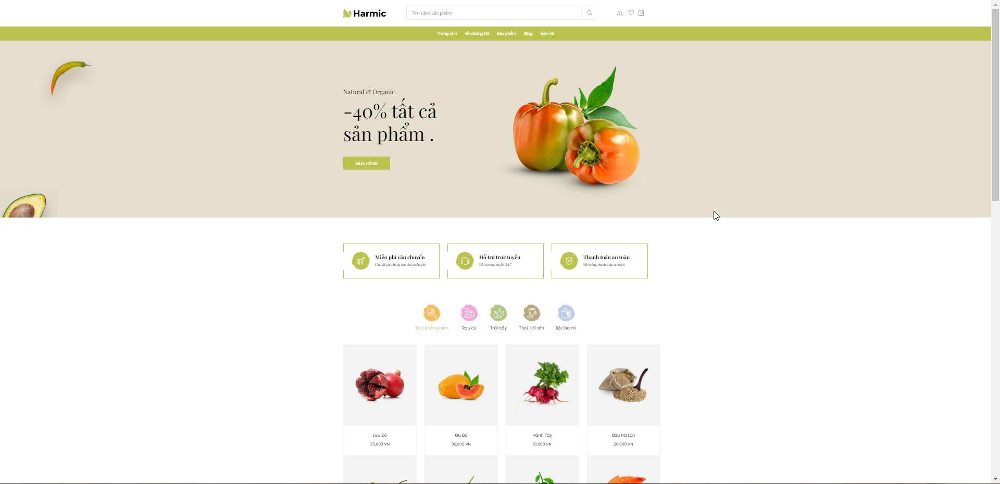 Harmic
Tìm kiếm sản phẩm
Trang chủ Về chúng tôi Sản phẩm Blog Liên hệ
Natural & Organic
-40% tất cả
sản phẩm .
MUA HÀNG
Miễn phí vận chuyển
Ưu đãi giao hàng tận nhà miễn phí
Hỗ trợ trực tuyến
Hỗ trợ trực tuyến 24/7
Thanh toán an toàn
Hệ thống thanh toán an toàn
Tất cả sản phẩm Rau củ Trái cây Thịt/ Hải sản Bột lúa mì
Lựu Đỏ
20,000 VN
Đu Đủ
30,000 VN
Hành Tây
10,000 VN
Đậu Hà Lan
20,000 VN